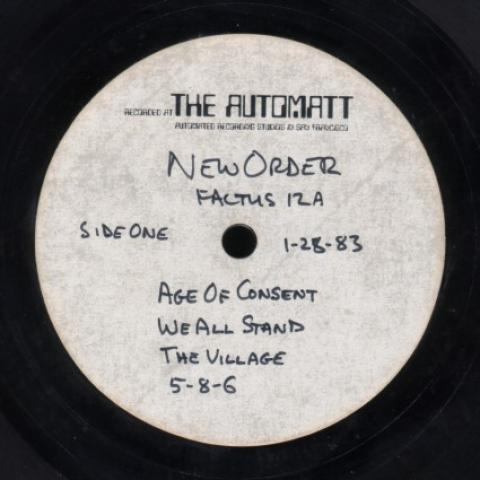 RECORDED AT THE AUTOMATT
AUTOMATED RECORDING STUDIOS IN SAN FRANCISCO
NEW ORDER
FACTUS 12A
SIDE ONE
1-28-83
AGE OF CONSENT
WE ALL STAND
THE VILLAGE
5-8-6